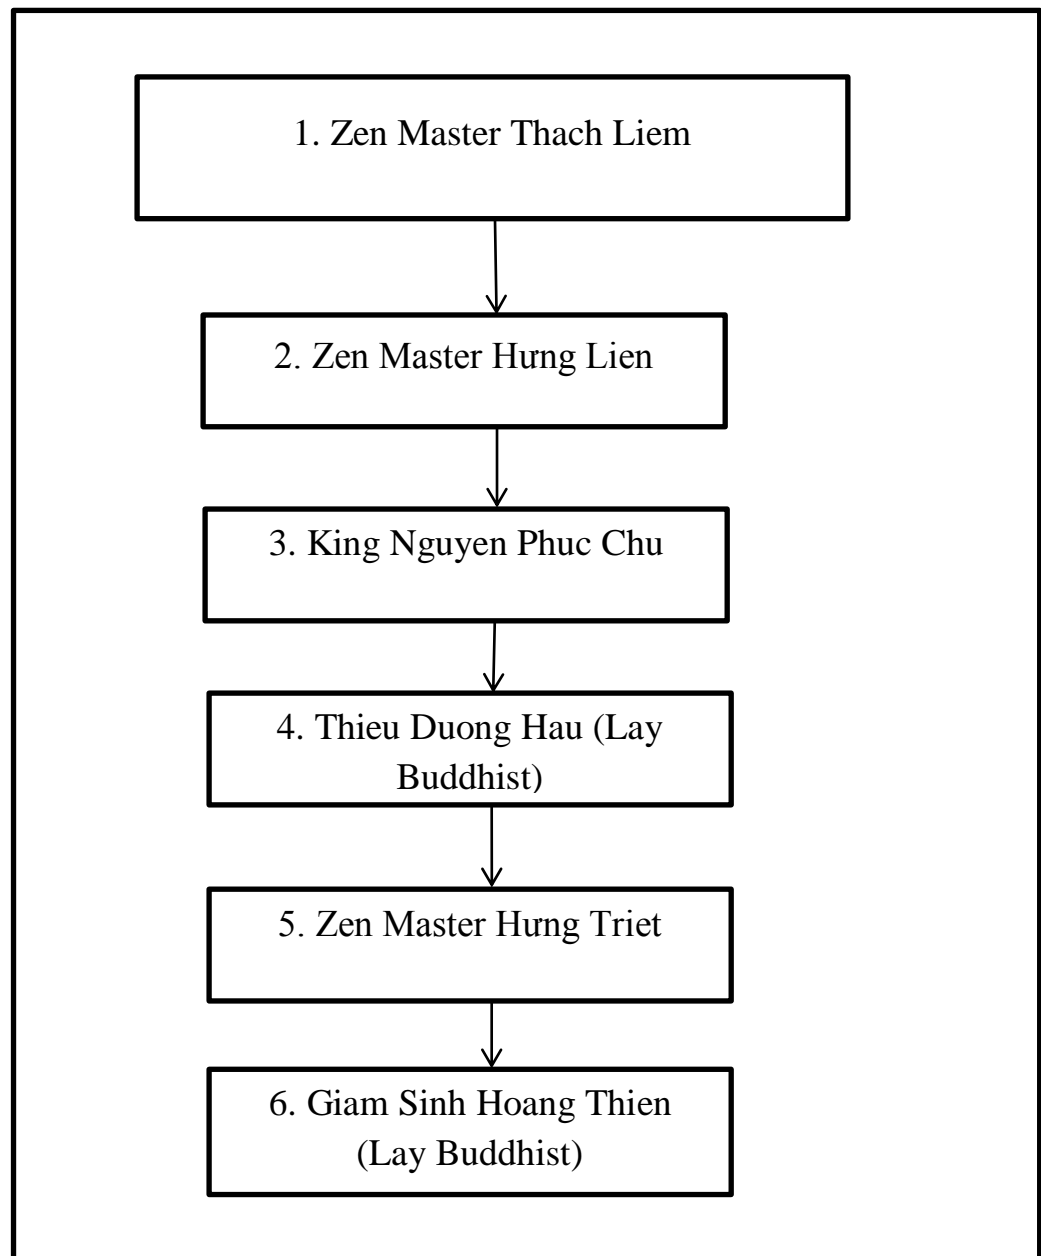 1. Zen Master Thach Liem
2. Zen Master Hưng Lien
3. King Nguyen Phuc Chu
4. Thieu Duong Hau (Lay
Buddhist)
5. Zen Master Hưng Triet
6. Giam Sinh Hoang Thien
(Lay Buddhist)